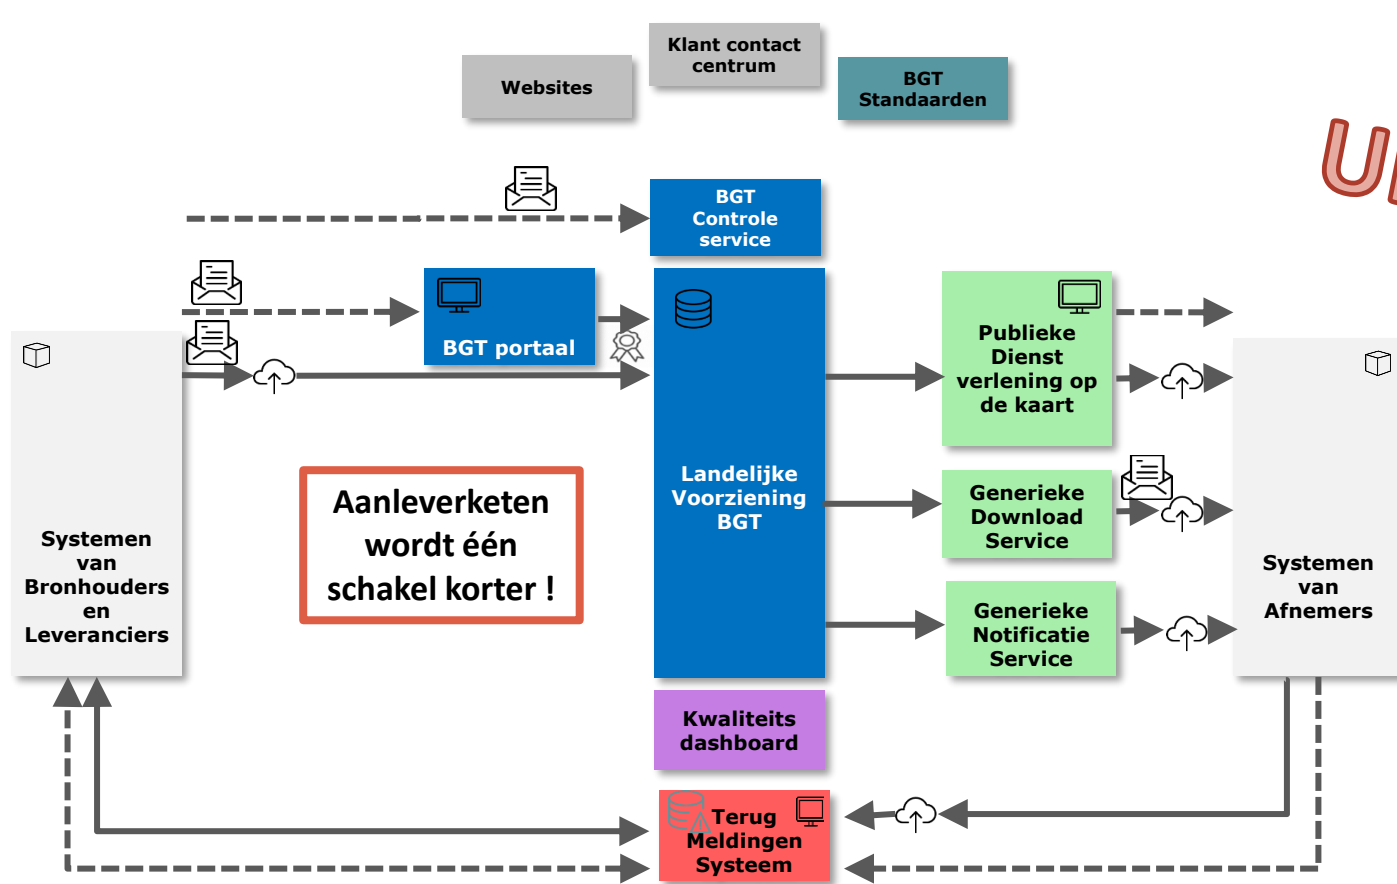 Klant contact
centrum
Websites
BGT
Standaarden
BGT
Controle
service
BGT portaal
Publieke
Dienst
verlening op
de kaart
Landelijke
Voorziening
BGT
Aanleverketen
wordt één
schakel korter !
Generieke
Download
Service
Systemen
van
Bronhouders
en
Leveranciers
Systemen
van
Afnemers
Generieke
Notificatie
Service
Kwaliteits
dashboard
Terug
Meldingen
Systeem